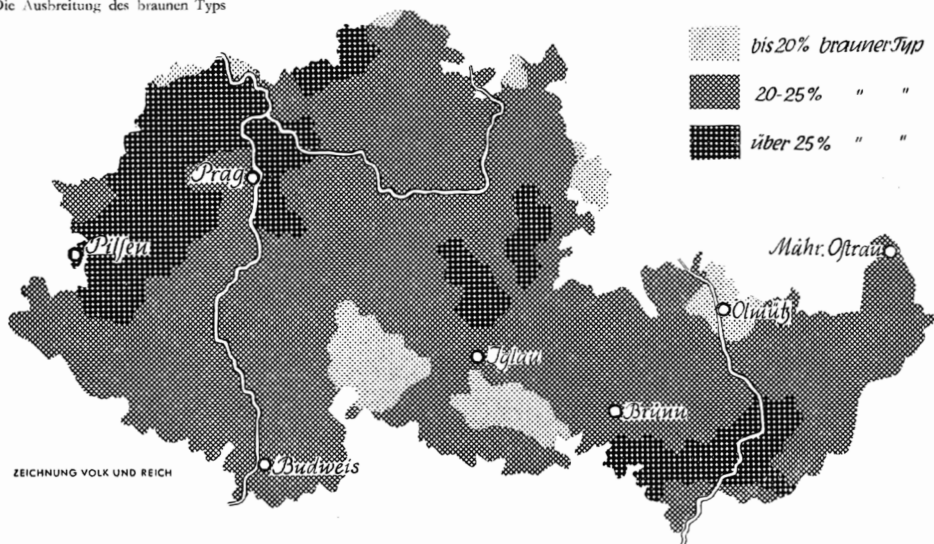 Die Ausbreitung des braunen Typs
bis 20% brauner Typ
20-25% " "
über 25% " "
Prag
Pilsen
Mähr. Ostrau
Olmütz
Iglau
Brünn
Budweis
ZEICHNUNG VOLK UND REICH